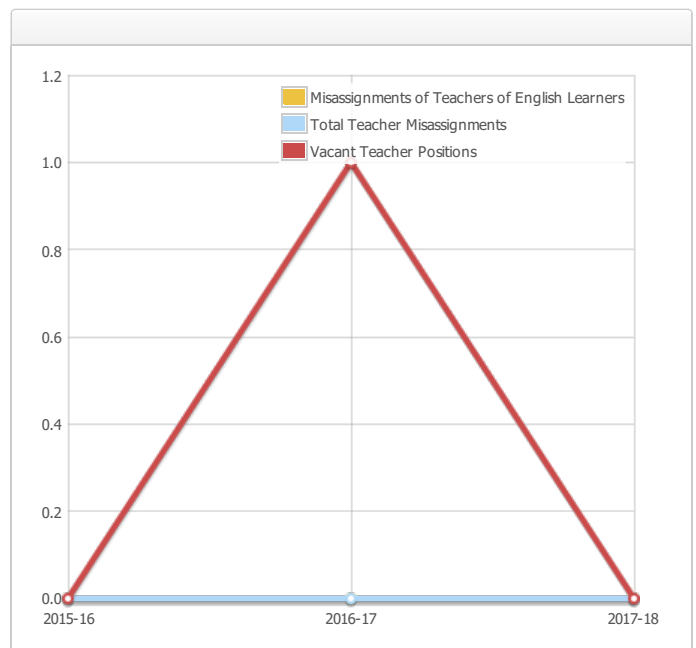 1.2
Misassignments of Teachers of English Learners
Total Teacher Misassignments
Vacant Teacher Positions
1.0
0.8
0.6
0.4
0.2
0.0
2015-16 2016-17 2017-18